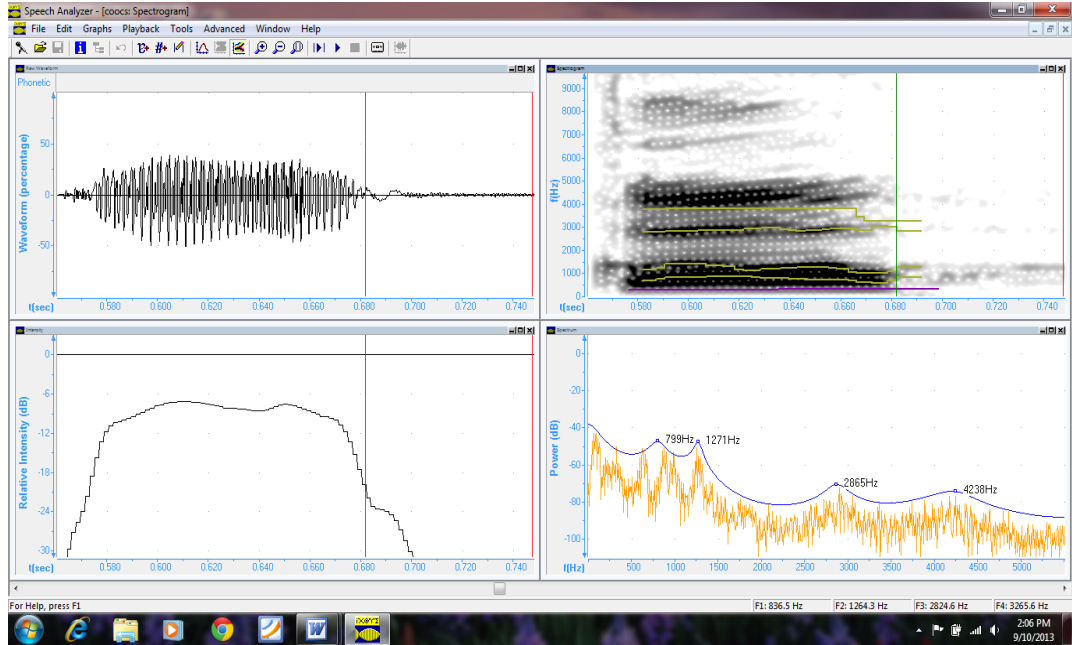 Speech Analyzer - [coocs: Spectrogram]
File Edit Graphs Playback Tools Advanced Window Help
Raw Waveform
Phonetic
Waveform (percentage)
50
0
-50
t(sec) 0.580 0.600 0.620 0.640 0.660 0.680 0.700 0.720 0.740
Spectrogram
f(Hz)
9000
8000
7000
6000
5000
4000
3000
2000
1000
0
t(sec) 0.580 0.600 0.620 0.640 0.660 0.680 0.700 0.720 0.740
Intensity
Relative Intensity (dB)
0
-6
-12
-18
-24
-30
t(sec) 0.580 0.600 0.620 0.640 0.660 0.680 0.700 0.720 0.740
Spectrum
Power (dB)
0
-20
-40
-60
-80
-100
799Hz 1271Hz
2865Hz
4238Hz
f(Hz) 500 1000 1500 2000 2500 3000 3500 4000 4500 5000
For Help, press F1
F1: 836.5 Hz F2: 1264.3 Hz F3: 2824.6 Hz F4: 3265.6 Hz
2:06 PM
9/10/2013